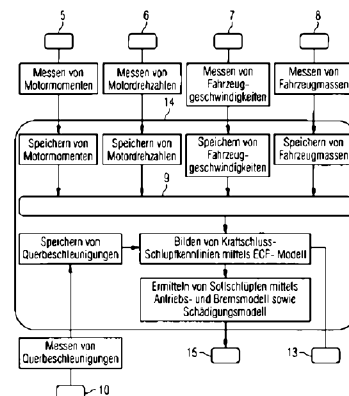 5 6 7 8
Messen von Motormomenten
Messen von Motordrehzahlen
Messen von Fahrzeug-
geschwindigkeiten
Messen von Fahrzeugmassen
14
Speichern von Motormomenten
Speichern von Motordrehzahlen
Speichern von Fahrzeug-
geschwindigkeiten
Speichern von Fahrzeugmassen
9
Speichern von
Querbeschleunigungen
Bilden von Kraftschluss-
Schlupfkennlinien mittels ECF- Modell
Ermitteln von Sollschlüpfen mittels
Antriebs- und Bremsmodell sowie
Schädigungsmodell
Messen von
Querbeschleunigungen
15
13
10